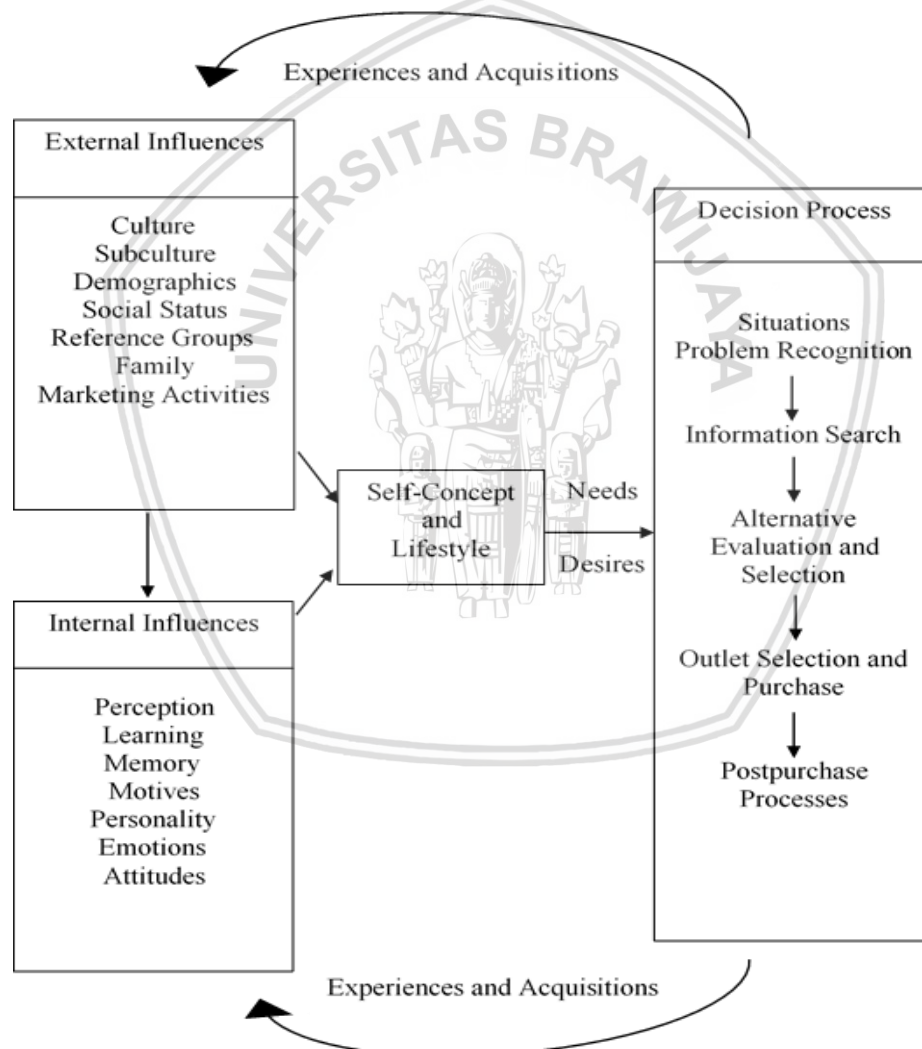 Experiences and Acquisitions
External Influences
Culture
Subculture
Demographics
Social Status
Reference Groups
Family
Marketing Activities
Internal Influences
Perception
Learning
Memory
Motives
Personality
Emotions
Attitudes
Self-Concept
and
Lifestyle
Needs
Desires
Decision Process
Situations
Problem Recognition
Information Search
Alternative
Evaluation and
Selection
Outlet Selection and
Purchase
Postpurchase
Processes
Experiences and Acquisitions
UNIVERSITAS BRAWIJAYA